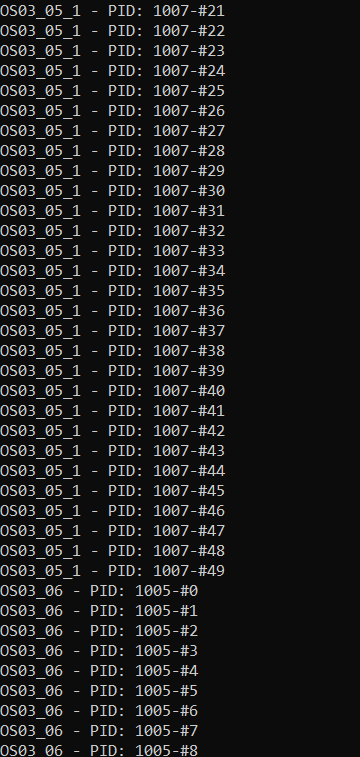 OS03_05_1 - PID: 1007-#21
OS03_05_1 - PID: 1007-#22
OS03_05_1 - PID: 1007-#23
OS03_05_1 - PID: 1007-#24
OS03_05_1 - PID: 1007-#25
OS03_05_1 - PID: 1007-#26
OS03_05_1 - PID: 1007-#27
OS03_05_1 - PID: 1007-#28
OS03_05_1 - PID: 1007-#29
OS03_05_1 - PID: 1007-#30
OS03_05_1 - PID: 1007-#31
OS03_05_1 - PID: 1007-#32
OS03_05_1 - PID: 1007-#33
OS03_05_1 - PID: 1007-#34
OS03_05_1 - PID: 1007-#35
OS03_05_1 - PID: 1007-#36
OS03_05_1 - PID: 1007-#37
OS03_05_1 - PID: 1007-#38
OS03_05_1 - PID: 1007-#39
OS03_05_1 - PID: 1007-#40
OS03_05_1 - PID: 1007-#41
OS03_05_1 - PID: 1007-#42
OS03_05_1 - PID: 1007-#43
OS03_05_1 - PID: 1007-#44
OS03_05_1 - PID: 1007-#45
OS03_05_1 - PID: 1007-#46
OS03_05_1 - PID: 1007-#47
OS03_05_1 - PID: 1007-#48
OS03_05_1 - PID: 1007-#49
OS03_06 - PID: 1005-#0
OS03_06 - PID: 1005-#1
OS03_06 - PID: 1005-#2
OS03_06 - PID: 1005-#3
OS03_06 - PID: 1005-#4
OS03_06 - PID: 1005-#5
OS03_06 - PID: 1005-#6
OS03_06 - PID: 1005-#7
OS03_06 - PID: 1005-#8